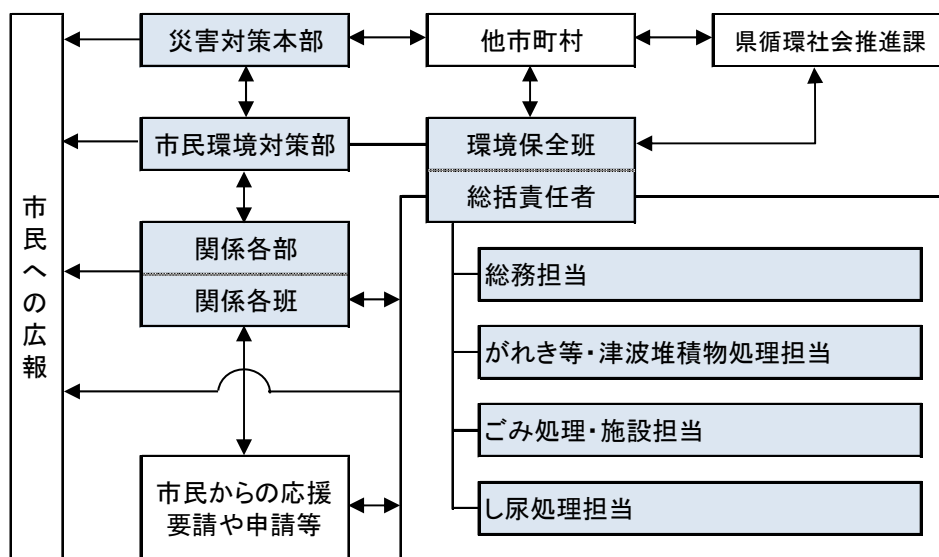 災害対策本部
他市町村
県循環社会推進課
市民環境対策部
環境保全班
総括責任者
市民への広報
関係各部
関係各班
総務担当
がれき等・津波堆積物処理担当
ごみ処理・施設担当
し尿処理担当
市民からの応援
要請や申請等